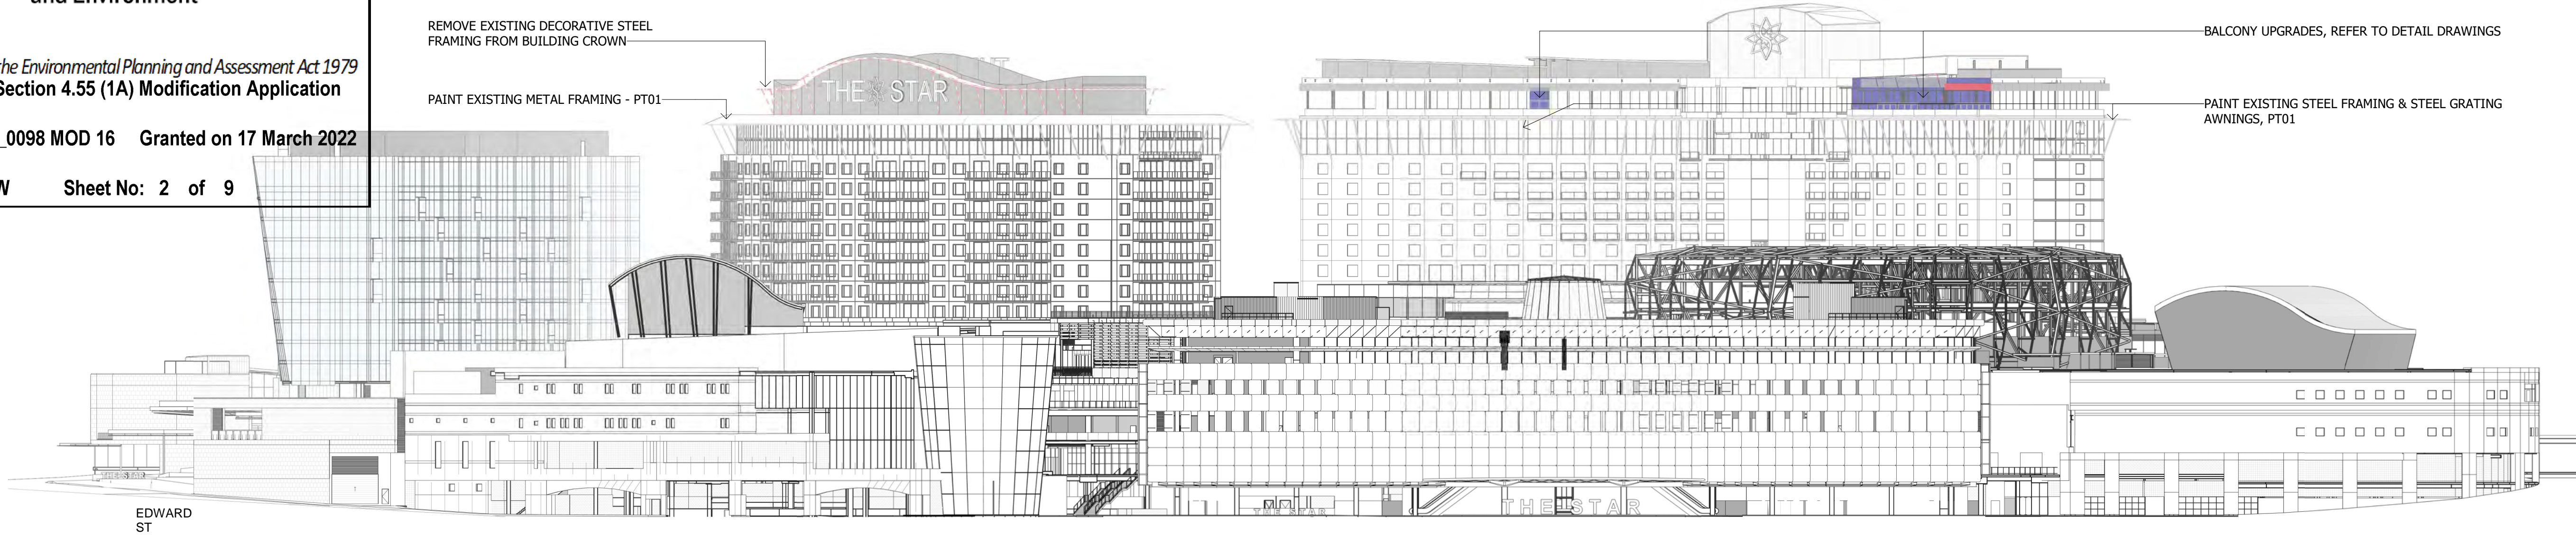 and Environment
the Environmental Planning and Assessment Act 1979
Section 4.55 (1A) Modification Application
_0098 MOD 16 Granted on 17 March 2022
Sheet No: 2 of 9
REMOVE EXISTING DECORATIVE STEEL
FRAMING FROM BUILDING CROWN
PAINT EXISTING METAL FRAMING - PT01
THE STAR
BALCONY UPGRADES, REFER TO DETAIL DRAWINGS
PAINT EXISTING STEEL FRAMING & STEEL GRATING
AWNINGS, PT01
THE STAR
THE STAR
THE STAR
EDWARD
ST